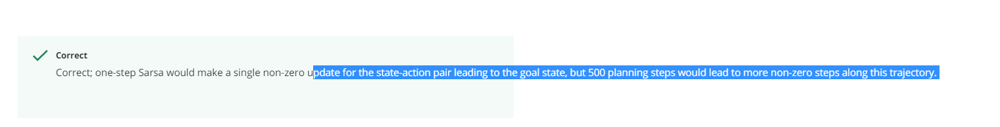 Correct
Correct; one-step Sarsa would make a single non-zero update for the state-action pair leading to the goal state, but 500 planning steps would lead to more non-zero steps along this trajectory.